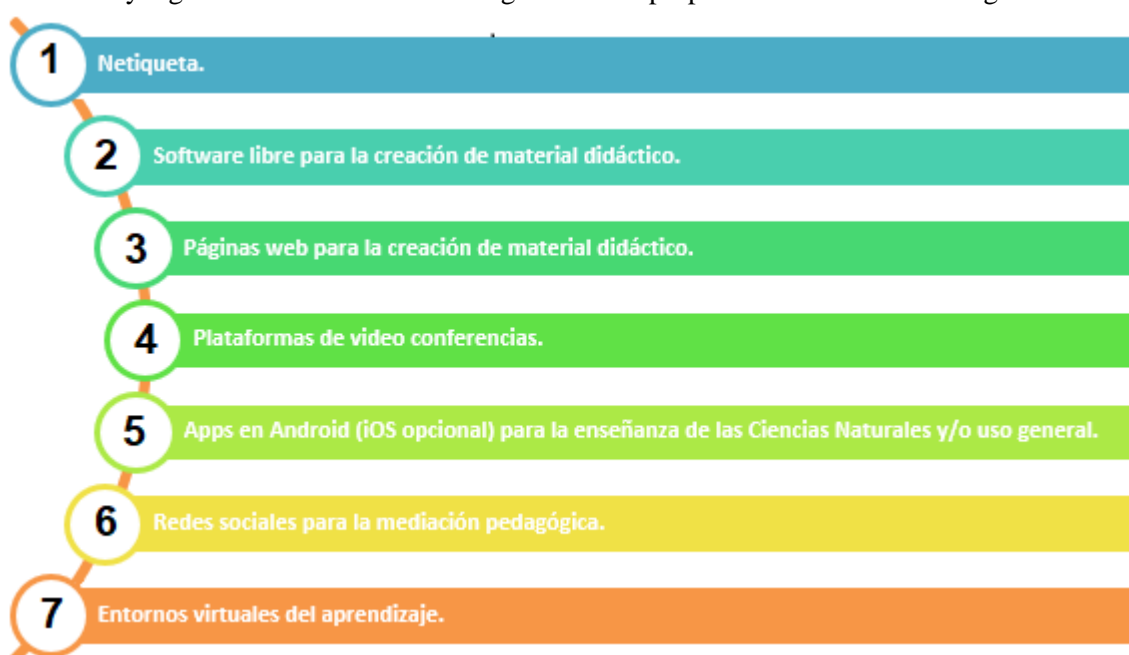 1 Netiqueta.
2 Software libre para la creación de material didáctico.
3 Páginas web para la creación de material didáctico.
4 Plataformas de video conferencias.
5 Apps en Android (iOS opcional) para la enseñanza de las Ciencias Naturales y/o uso general.
6 Redes sociales para la mediación pedagógica.
7 Entornos virtuales del aprendizaje.